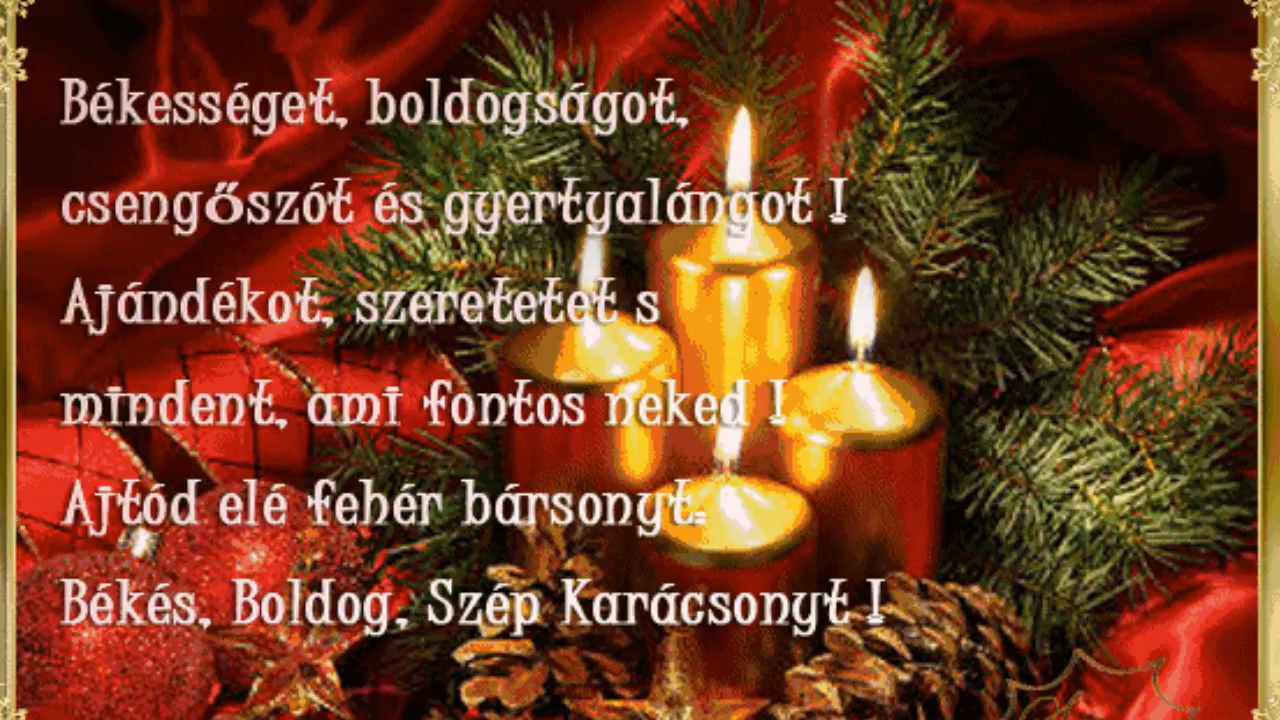 Békességet, boldogságot,
csengőszót és gyertyalángot !
Ajándékot, szeretetet s
mindent, ami fontos neked !
Ajtód elé fehér bársonyt.
Békés, Boldog, Szép Karácsonyt !